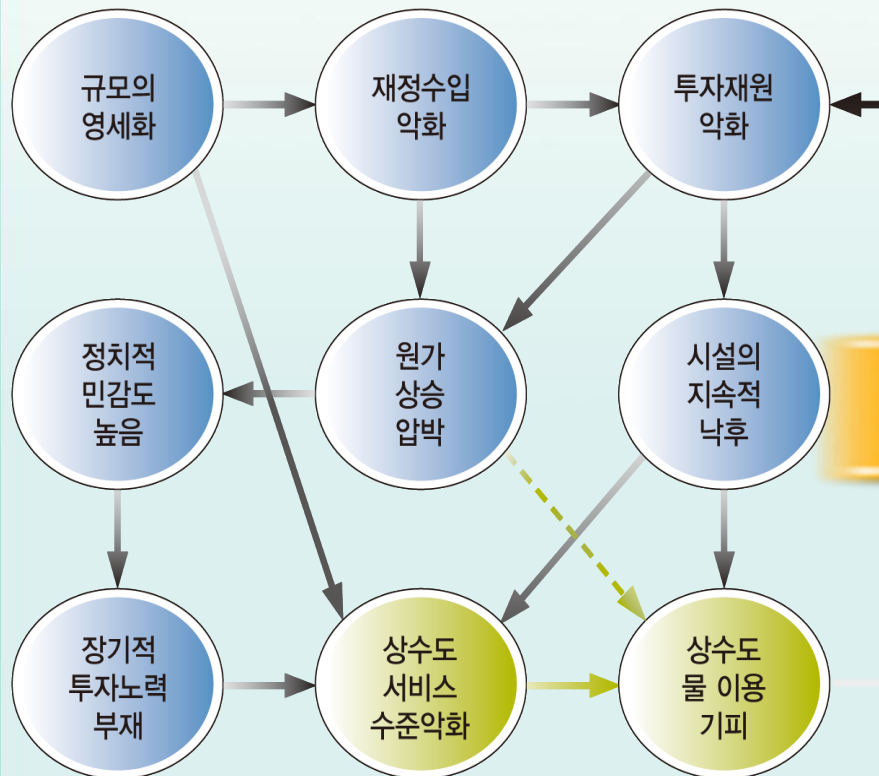 규모의
영세화
재정수입
악화
투자재원
악화
정치적
민감도
높음
원가
상승
압박
시설의
지속적
낙후
장기적
투자노력
부재
상수도
서비스
수준악화
상수도
물 이용
기피